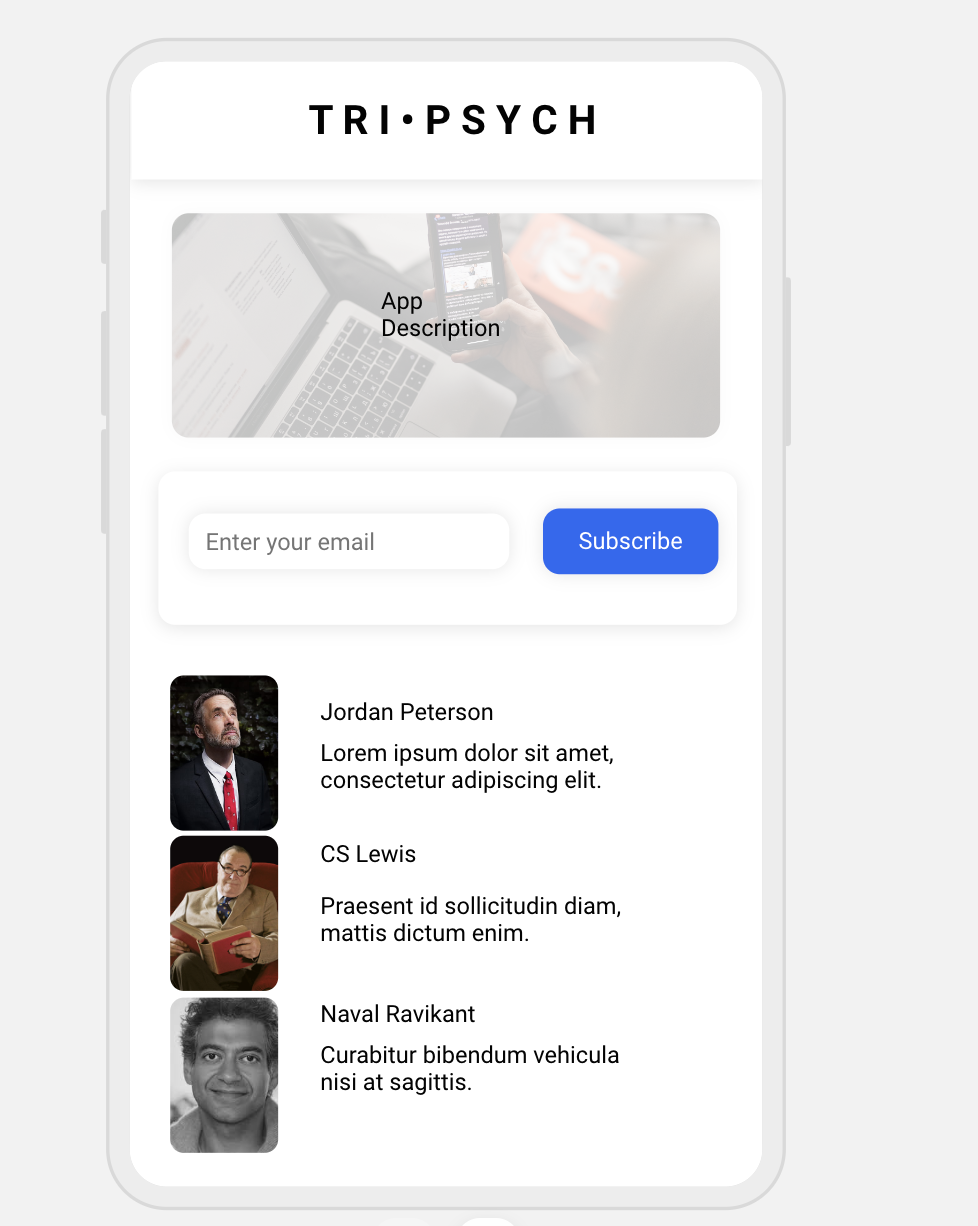 TRI•PSYCH
App
Description
Enter your email
Subscribe
Jordan Peterson
Lorem ipsum dolor sit amet,
consectetur adipiscing elit.
CS Lewis
Praesent id sollicitudin diam,
mattis dictum enim.
Naval Ravikant
Curabitur bibendum vehicula
nisi at sagittis.